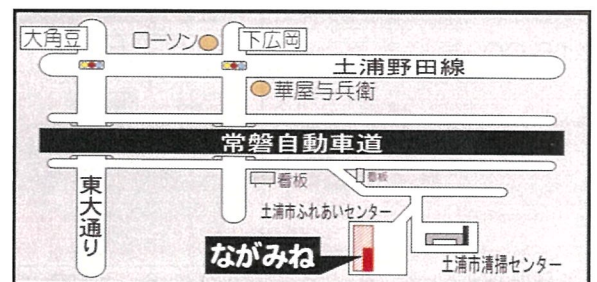 大角豆
ローソン
下広岡
土浦野田線
華屋与兵衛
常磐自動車道
東大通り
看板
看板
土浦市ふれあいセンター
ながみね
土浦市清掃センター